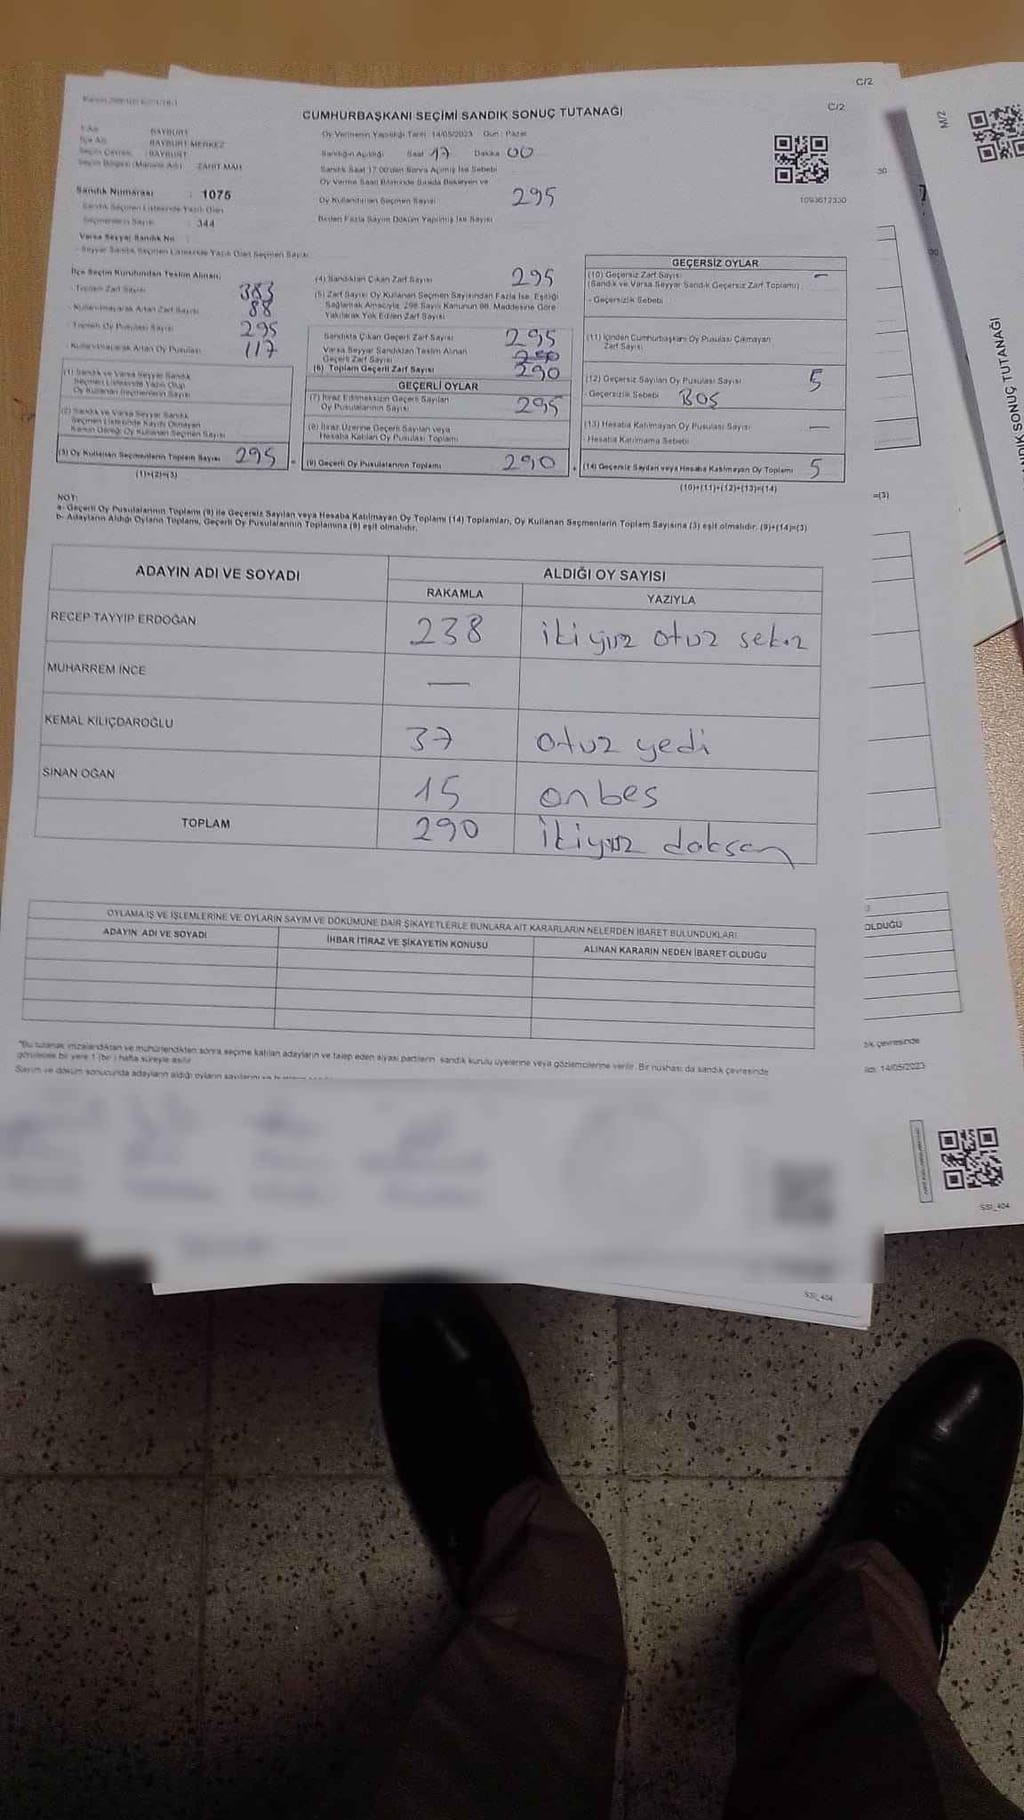 C/2
C/2
CUMHURBAŞKANI SEÇİMİ SANDIK SONUÇ TUTANAĞI
M/2
Oy Vermenin Yapıldığı Tarih: 14/05/2023 Gün: Pazar
BAYBURT
İlçe Adı BAYBURT MERKEZ
Seçim Çevresi BAYBURT
ZAHİT MAH
Sandığın Açıldığı Saat 17 Dakika 00
Sandık Saat 17:00'den Sonra Açılmış İse Sebebi
Oy Verme Saati Bitiminde Sırada Bekleyen ve
Oy Kullandırılan Seçmen Sayısı 295
Birden Fazla Sayım Döküm Yapılmış İse Sayısı
1093612330
Sandık Numarası : 1075
Sandık Seçmen Listesinde Yazılı Olan
Seçmenlerin Sayısı : 344
Varsa Seyyar Sandık No :
- Seyyar Sandık Seçmen Listesinde Yazılı Olan Seçmen Sayısı
İlçe Seçim Kurulundan Teslim Alınan;
- Toplam Zarf Sayısı 383
- Kullanılmayarak Artan Zarf Sayısı 88
Toplam Oy Pusulası Sayısı 295
- Kullanılmayarak Artan Oy Pusulası 117
(1) Sandık ve Varsa Seyyar Sandık
Seçmen Listesinde Yazılı Olup
Oy Kullanan Seçmenlerin Sayısı
(2) Sandık ve Varsa Seyyar Sandık
Seçmen Listesinde Kaydı Olmayan
Kanun Gereği Oy Kullanan Seçmen Sayısı
(3) Oy Kullanan Seçmenlerin Toplam Sayısı 295
(1)+(2)=(3)
(4) Sandıktan Çıkan Zarf Sayısı 295
(5) Zarf Sayısı Oy Kullanan Seçmen Sayısından Fazla İse, Eşitliği
Sağlamak Amacıyla, 298 Sayılı Kanunun 98. Maddesine Göre
Yakılarak Yok Edilen Zarf Sayısı
Sandıkta Çıkan Geçerli Zarf Sayısı 295
Varsa Seyyar Sandıktan Teslim Alınan
Geçerli Zarf Sayısı
(6) Toplam Geçerli Zarf Sayısı 290
GEÇERLİ OYLAR
(7) İtiraz Edilmeksizin Geçerli Sayılan
Oy Pusulalarının Sayısı 295
(8) İtiraz Üzerine Geçerli Sayılan veya
Hesaba Katılan Oy Pusulası Toplamı
(9) Geçerli Oy Pusulalarının Toplamı 290
GEÇERSİZ OYLAR
(10) Geçersiz Zarf Sayısı —
(Sandık ve Varsa Seyyar Sandık Geçersiz Zarf Toplamı)
- Geçersizlik Sebebi
(11) İçinden Cumhurbaşkanı Oy Pusulası Çıkmayan
Zarf Sayısı
(12) Geçersiz Sayılan Oy Pusulası Sayısı 5
- Geçersizlik Sebebi BOŞ
(13) Hesaba Katılmayan Oy Pusulası Sayısı —
- Hesaba Katılmama Sebebi
(14) Geçersiz Sayılan veya Hesaba Katılmayan Oy Toplamı 5
(10)+(11)+(12)+(13)=(14)
=(3)
NOT:
a- Geçerli Oy Pusulalarının Toplamı (9) ile Geçersiz Sayılan veya Hesaba Katılmayan Oy Toplamı (14) Toplamları, Oy Kullanan Seçmenlerin Toplam Sayısına (3) eşit olmalıdır. (9)+(14)=(3)
b- Adayların Aldığı Oyların Toplamı, Geçerli Oy Pusulalarının Toplamına (9) eşit olmalıdır.
ADAYIN ADI VE SOYADI ALDIĞI OY SAYISI
RAKAMLA YAZIYLA
RECEP TAYYİP ERDOĞAN 238 ikiyuz otuz sekiz
MUHARREM İNCE —
KEMAL KILIÇDAROĞLU 37 otuz yedi
SİNAN OĞAN 15 onbes
TOPLAM 290 ikiyuz doksan
OYLAMA İŞ VE İŞLEMLERİNE VE OYLARIN SAYIM VE DÖKÜMÜNE DAİR ŞİKAYETLERLE BUNLARA AİT KARARLARIN NELERDEN İBARET BULUNDUKLARI
ADAYIN ADI VE SOYADI İHBAR İTİRAZ VE ŞİKAYETİN KONUSU ALINAN KARARIN NEDEN İBARET OLDUĞU
OLDUĞU
*Bu tutanak imzalandıktan ve mühürlendikten sonra seçime katılan adayların ve talep eden siyasi partilerin sandık kurulu üyelerine veya gözlemcilerine verilir. Bir nüshası da sandık çevresinde
görülecek bir yere 1 (bir) hafta süreyle asılır
Sayım ve döküm sonucunda adayların aldığı oyların sayılarını
çevresinde
14/05/2023
SSI_404
SSI_404
SONUÇ TUTANAĞI